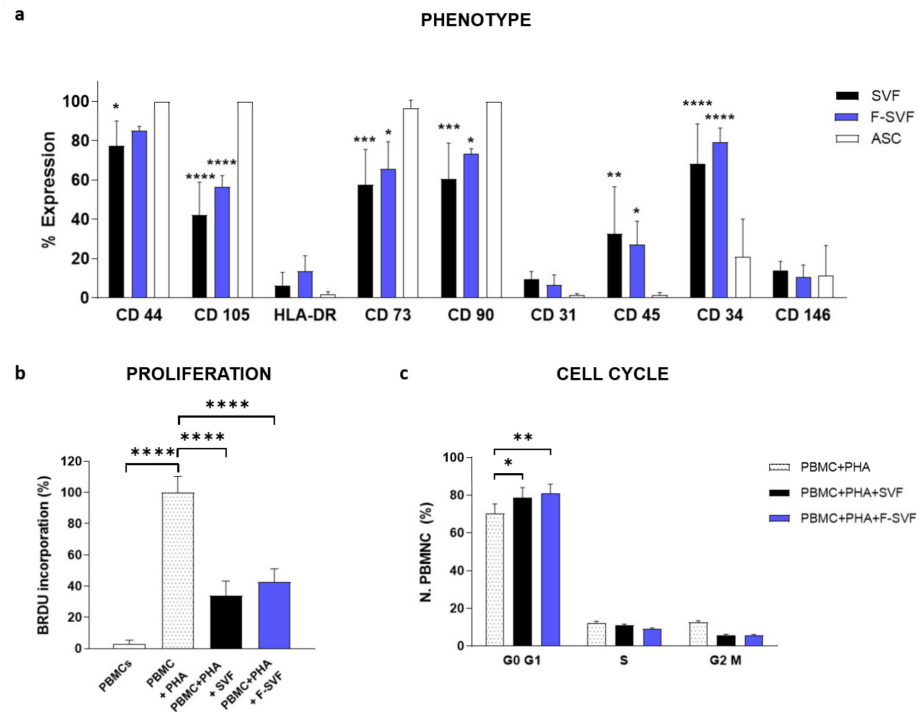 a
PHENOTYPE
SVF
F-SVF
ASC
% Expression
100
80
60
40
20
0
*
**** ****
*** *
*** *
** *
**** ****
CD 44 CD 105 HLA-DR CD 73 CD 90 CD 31 CD 45 CD 34 CD 146
b
PROLIFERATION
****
**** ****
BRDU incorporation (%)
120
100
80
60
40
20
0
PBMCs
PBMC
+ PHA
PBMC+PHA
+ SVF
PBMC+PHA
+ F-SVF
c
CELL CYCLE
**
*
N. PBMNC (%)
100
80
60
40
20
0
G0 G1 S G2 M
PBMC+PHA
PBMC+PHA+SVF
PBMC+PHA+F-SVF